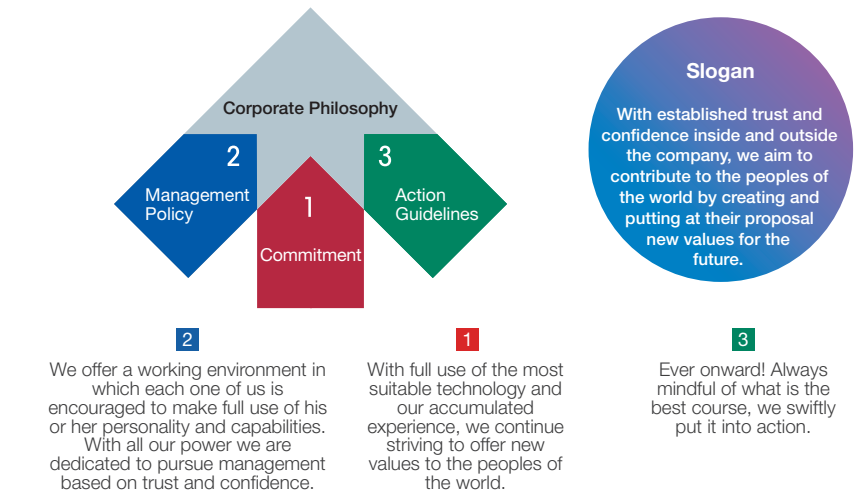 Corporate Philosophy
2
Management
Policy
1
Commitment
3
Action
Guidelines
Slogan
With established trust and
confidence inside and outside
the company, we aim to
contribute to the peoples of
the world by creating and
putting at their proposal
new values for the
future.
2
We offer a working environment in
which each one of us is
encouraged to make full use of his
or her personality and capabilities.
With all our power we are
dedicated to pursue management
based on trust and confidence.
1
With full use of the most
suitable technology and
our accumulated
experience, we continue
striving to offer new
values to the peoples of
the world.
3
Ever onward! Always
mindful of what is the
best course, we swiftly
put it into action.